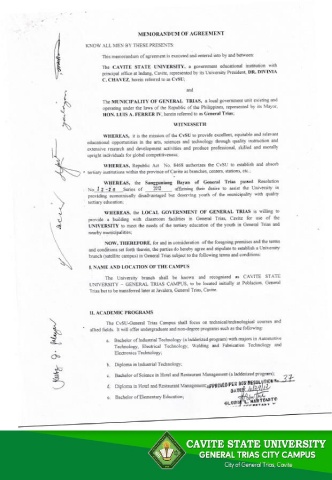 MEMORANDUM OF AGREEMENT
KNOW ALL MEN BY THESE PRESENTS:
This memorandum of agreement is executed and entered into by and between:
The CAVITE STATE UNIVERSITY, a government educational institution with
principal office at Indang, Cavite, represented by its University President, DR. DIVINIA
C. CHAVEZ, herein referred to as CvSU;
and
The MUNICIPALITY OF GENERAL TRIAS, a local government unit existing and
operating under the laws of the Republic of the Philippines, represented by its Mayor,
HON. LUIS A. FERRER IV, herein referred to as General Trias;
WITNESSETH
WHEREAS, it is the mission of the CvSU to provide excellent, equitable and relevant
educational opportunities in the arts, sciences and technology through quality instruction and
extensive research and development activities and produce professional, skilled and morally
upright individuals for global competitiveness;
WHEREAS, Republic Act No. 8468 authorizes the CvSU to establish and absorb
tertiary institutions within the province of Cavite as branches, centers, stations, etc.;
WHEREAS, the Sangguniang Bayan of General Trias passed Resolution
No. Series of 2012 offering their desire to assist the University in
providing economically disadvantaged but deserving youth of the municipality with quality
tertiary education;
WHEREAS, the LOCAL GOVERNMENT OF GENERAL TRIAS is willing to
provide a building with classroom facilities in General Trias, Cavite for use of the
UNIVERSITY to meet the needs of the tertiary education of the youth in General Trias and
nearby municipalities;
NOW, THEREFORE, for and in consideration of the foregoing premises and the terms
and conditions set forth therein, the parties do hereby agree and stipulate to establish a University
branch (satellite campus) in General Trias subject to the following terms and conditions:
I. NAME AND LOCATION OF THE CAMPUS
The University branch shall be known and recognized as CAVITE STATE
UNIVERSITY – GENERAL TRIAS CAMPUS, to be located initially at Poblacion, General
Trias but to be transferred later at Javalera, General Trias, Cavite.
II. ACADEMIC PROGRAMS
The CvSU-General Trias Campus shall focus on technical/technological courses and
allied fields. It will offer undergraduate and non-degree programs such as the following:
a. Bachelor of Industrial Technology (a ladderized program) with majors in Automotive
Technology, Electrical Technology, Welding and Fabrication Technology and
Electronics Technology;
b. Diploma in Industrial Technology;
c. Bachelor of Science in Hotel and Restaurant Management (a ladderized program);
d. Diploma in Hotel and Restaurant Management;
e. Bachelor of Elementary Education;
APPROVED PER BOR RESOLUTION No. 37
CAVITE STATE UNIVERSITY
GENERAL TRIAS CITY CAMPUS
City of General Trias, Cavite